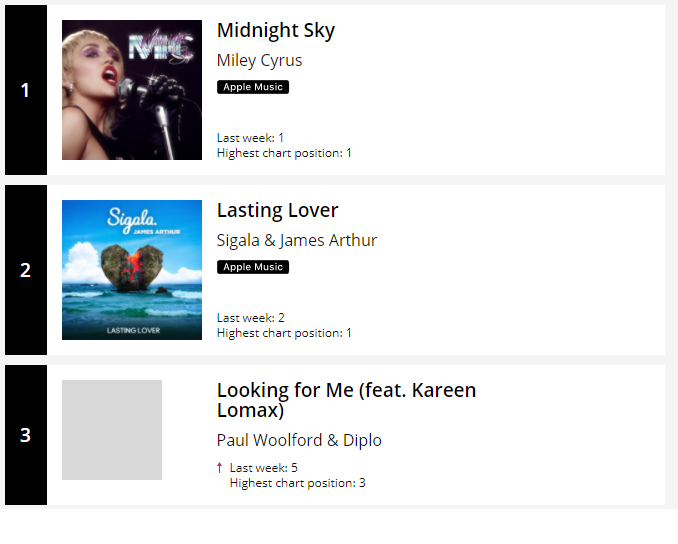 1
MILEY
Midnight Sky
Miley Cyrus
Apple Music
Last week: 1
Highest chart position: 1
2
Sigala.
JAMES ARTHUR
LASTING LOVER
Lasting Lover
Sigala & James Arthur
Apple Music
Last week: 2
Highest chart position: 1
3
Looking for Me (feat. Kareen
Lomax)
Paul Woolford & Diplo
↑ Last week: 5
Highest chart position: 3